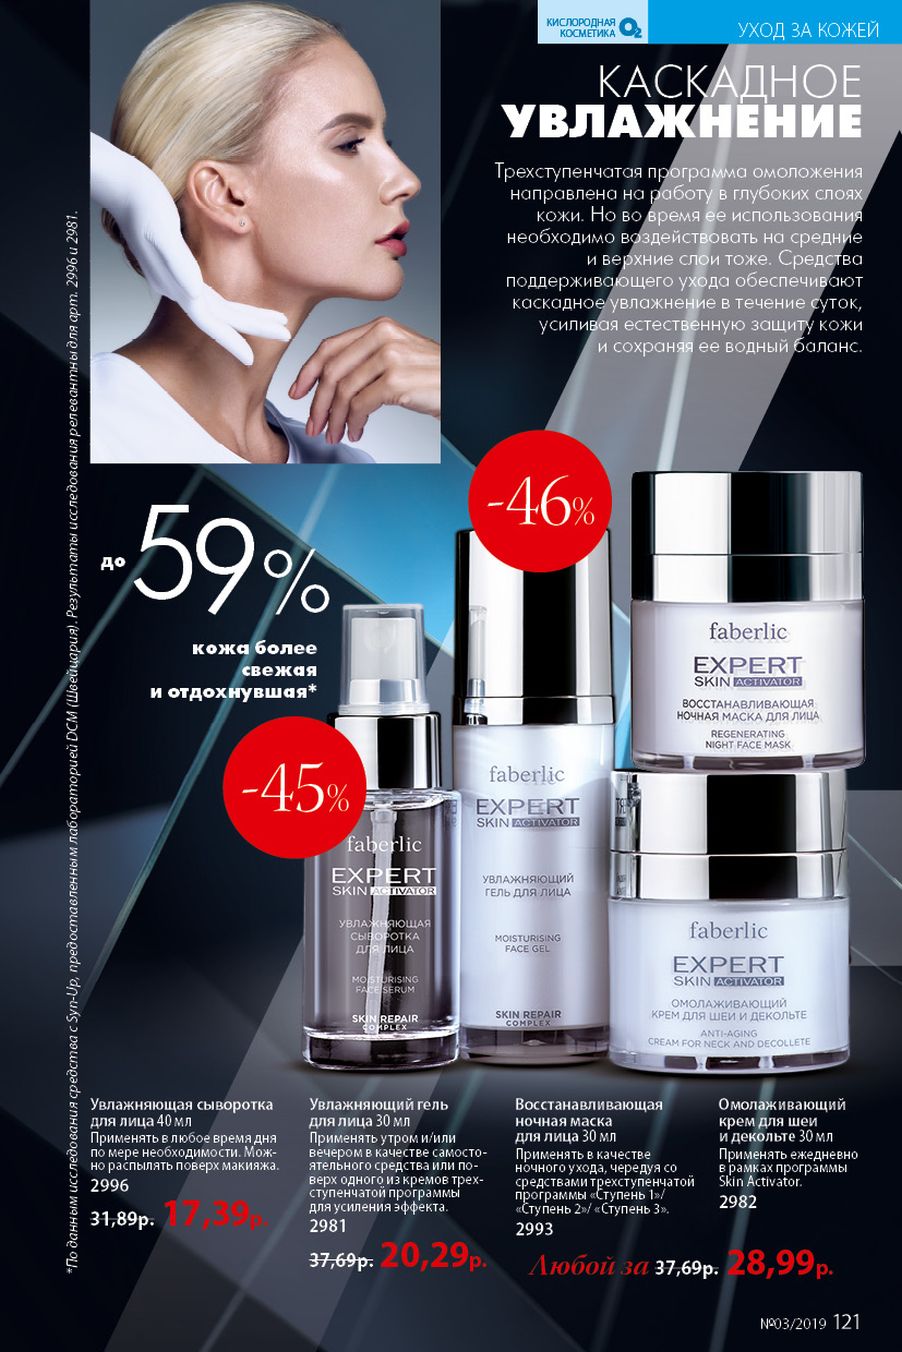 КИСЛОРОДНАЯ
КОСМЕТИКА O2
УХОД ЗА КОЖЕЙ
КАСКАДНОЕ
УВЛАЖНЕНИЕ
Трехступенчатая программа омоложения
направлена на работу в глубоких слоях
кожи. Но во время ее использования
необходимо воздействовать на средние
и верхние слои тоже. Средства
поддерживающего ухода обеспечивают
каскадное увлажнение в течение суток,
усиливая естественную защиту кожи
и сохраняя ее водный баланс.
*По данным исследования средства с Syn-Up, предоставленным лабораторией DCM (Швейцария). Результаты исследования релевантны для арт. 2996 и 2981.
до 59%
кожа более
свежая
и отдохнувшая*
-46%
-45%
faberlic
EXPERT
SKIN ACTIVATOR
ВОССТАНАВЛИВАЮЩАЯ
НОЧНАЯ МАСКА ДЛЯ ЛИЦА
REGENERATING
NIGHT FACE MASK
faberlic
EXPERT
SKIN ACTIVATOR
УВЛАЖНЯЮЩИЙ
ГЕЛЬ ДЛЯ ЛИЦА
MOISTURISING
FACE GEL
SKIN REPAIR
COMPLEX
faberlic
EXPERT
SKIN ACTIVATOR
УВЛАЖНЯЮЩАЯ
СЫВОРОТКА
ДЛЯ ЛИЦА
MOISTURISING
FACE SERUM
SKIN REPAIR
COMPLEX
faberlic
EXPERT
SKIN ACTIVATOR
ОМОЛАЖИВАЮЩИЙ
КРЕМ ДЛЯ ШЕИ И ДЕКОЛЬТЕ
ANTI-AGING
CREAM FOR NECK AND DECOLLETE
Увлажняющая сыворотка
для лица 40 мл
Применять в любое время дня
по мере необходимости. Мож-
но распылять поверх макияжа.
2996
31,89р. 17,39р.
Увлажняющий гель
для лица 30 мл
Применять утром и/или
вечером в качестве самосто-
ятельного средства или по-
верх одного из кремов трех-
ступенчатой программы
для усиления эффекта.
2981
37,69р. 20,29р.
Восстанавливающая
ночная маска
для лица 30 мл
Применять в качестве
ночного ухода, чередуя со
средствами трехступенчатой
программы «Ступень 1»/
«Ступень 2»/ «Ступень 3».
2993
Омолаживающий
крем для шеи
и декольте 30 мл
Применять ежедневно
в рамках программы
Skin Activator.
2982
Любой за 37,69р. 28,99р.
№03/2019 121